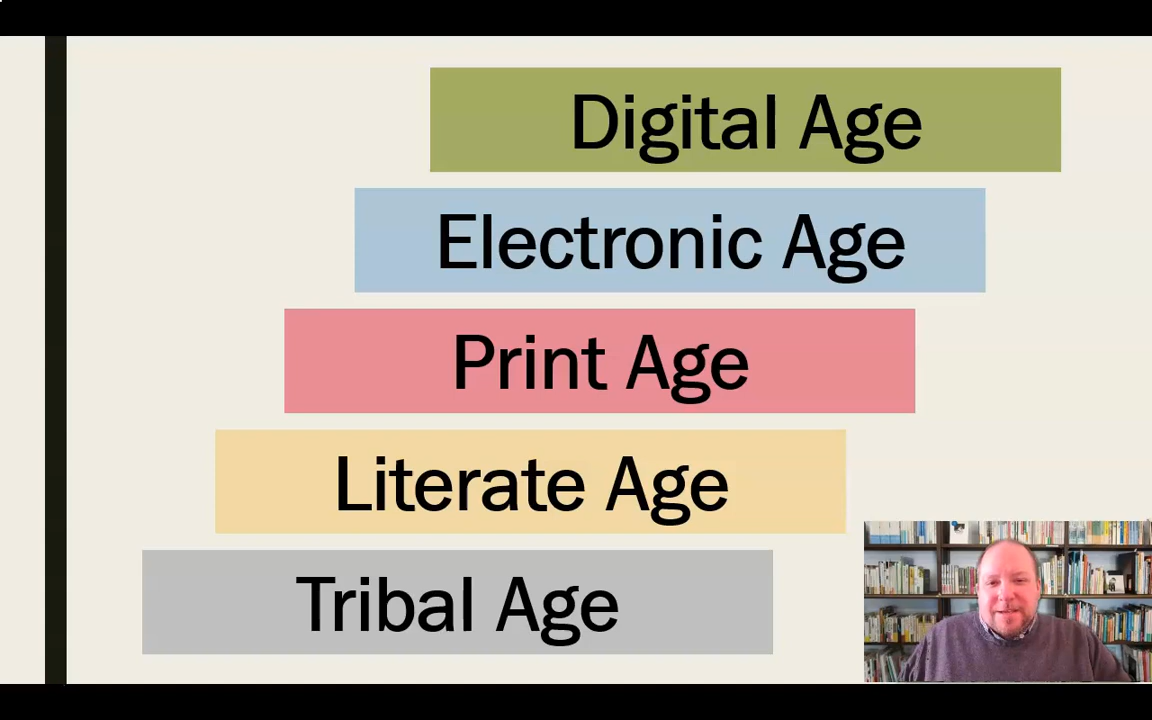 Digital Age
Electronic Age
Print Age
Literate Age
Tribal Age